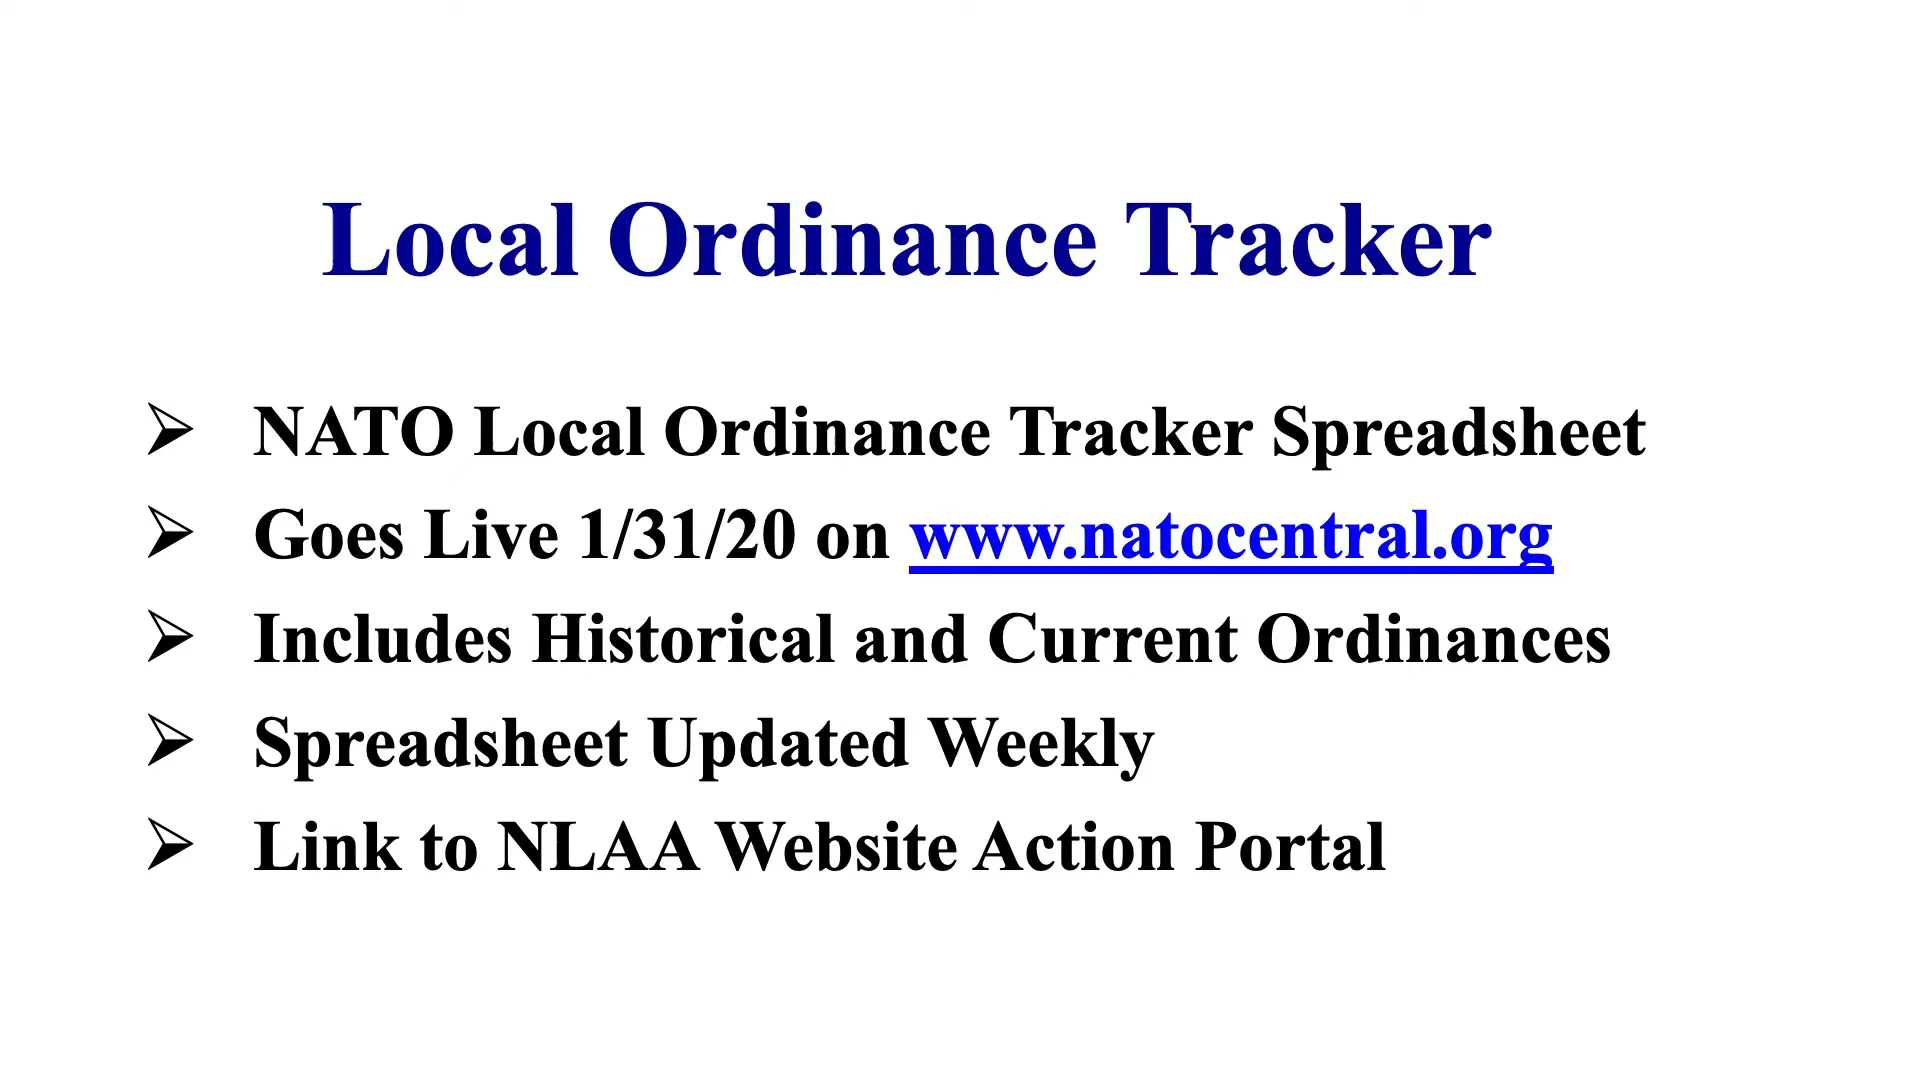 Local Ordinance Tracker
➢ NATO Local Ordinance Tracker Spreadsheet
➢ Goes Live 1/31/20 on www.natocentral.org
➢ Includes Historical and Current Ordinances
➢ Spreadsheet Updated Weekly
➢ Link to NLAA Website Action Portal